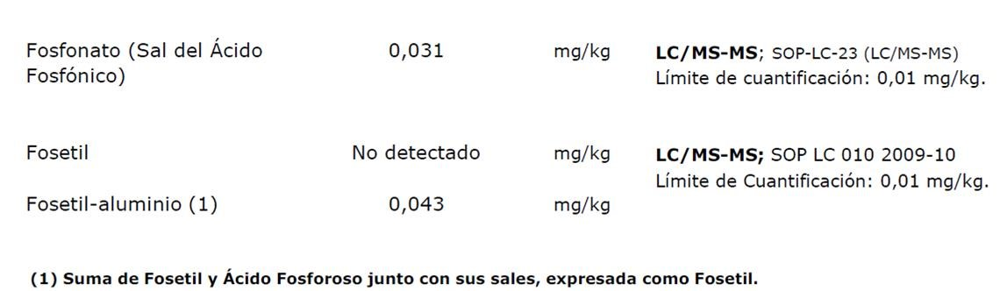 Fosfonato (Sal del Ácido 0,031 mg/kg LC/MS-MS; SOP-LC-23 (LC/MS-MS)
Fosfónico) Límite de cuantificación: 0,01 mg/kg.
Fosetil No detectado mg/kg LC/MS-MS; SOP LC 010 2009-10
Límite de Cuantificación: 0,01 mg/kg.
Fosetil-aluminio (1) 0,043 mg/kg
(1) Suma de Fosetil y Ácido Fosforoso junto con sus sales, expresada como Fosetil.